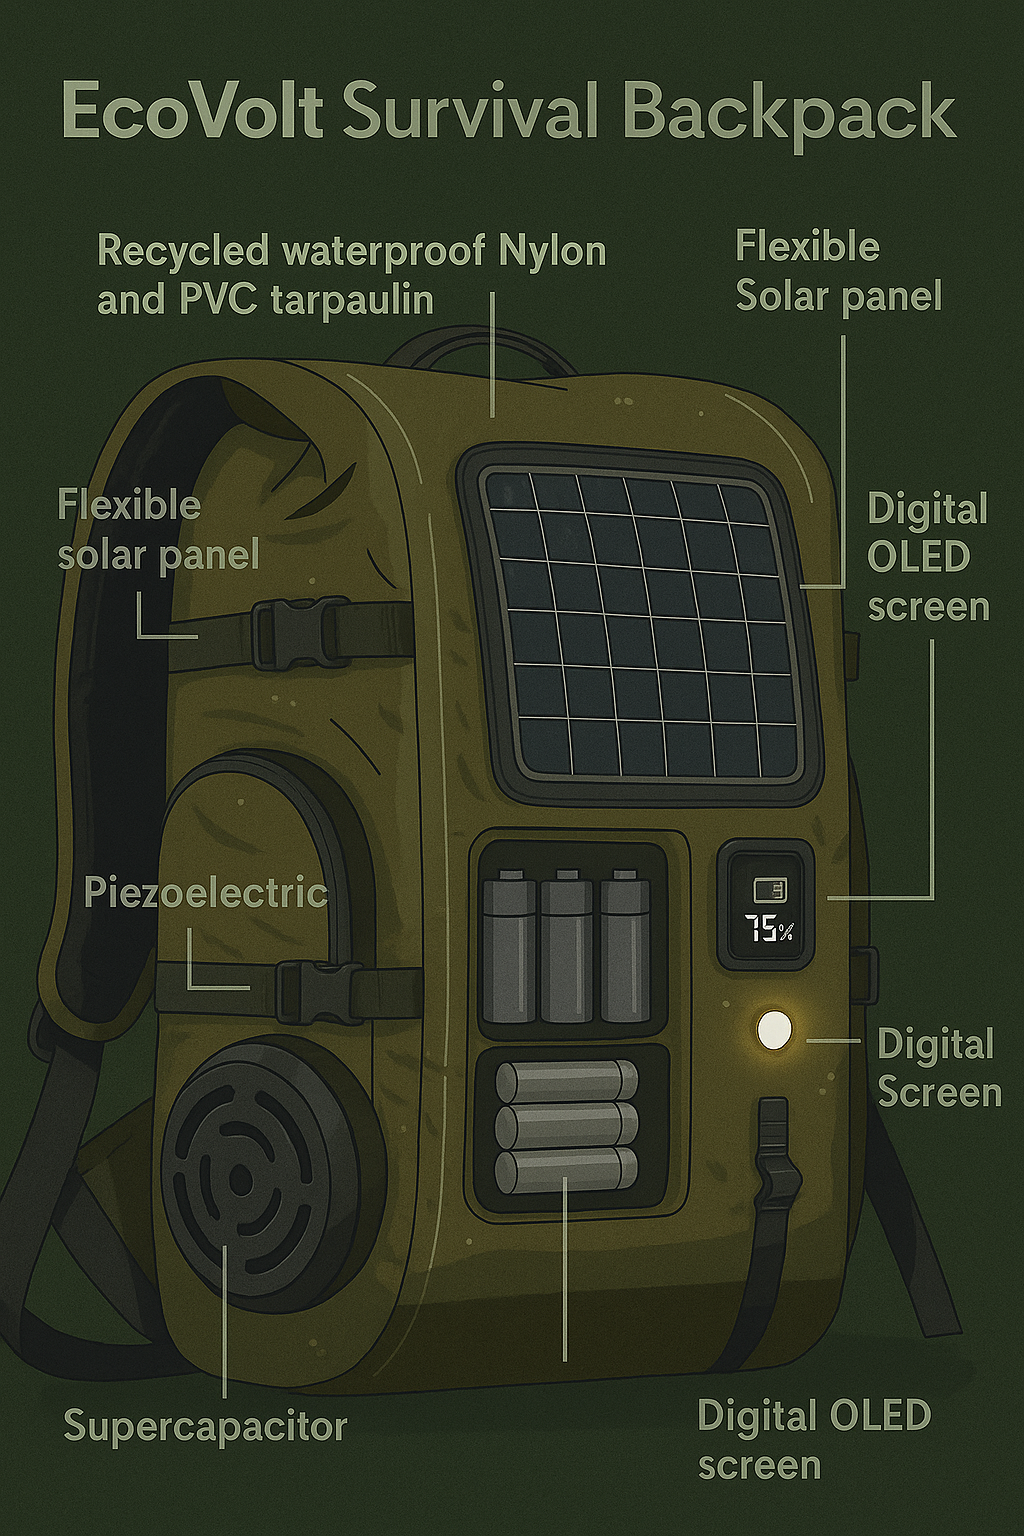 EcoVolt Survival Backpack
Recycled waterproof Nylon
and PVC tarpaulin
Flexible
Solar panel
Flexible
solar panel
Digital
OLED
screen
Piezoelectric
75%
Digital
Screen
Supercapacitor
Digital OLED
screen